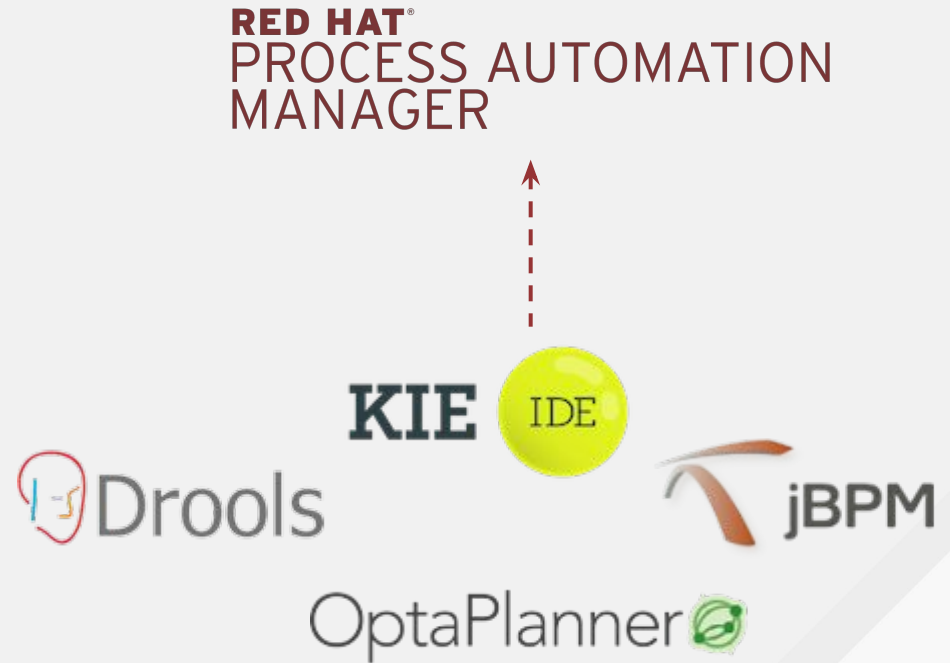 RED HAT®
PROCESS AUTOMATION
MANAGER
KIE IDE
Drools
jBPM
OptaPlanner